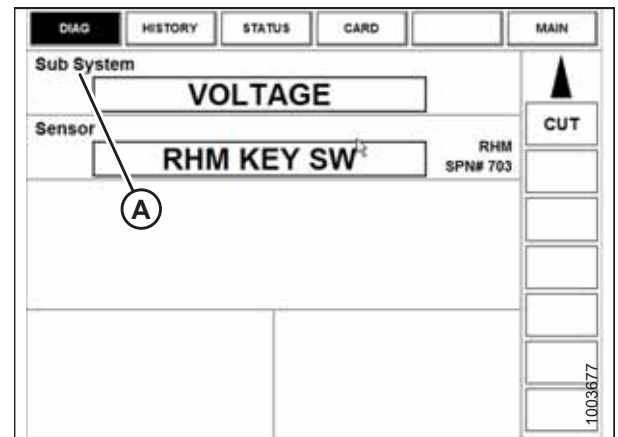 DIAG HISTORY STATUS CARD MAIN
Sub System
VOLTAGE
CUT
Sensor
RHM KEY SW
RHM
SPN# 703
A
1003677